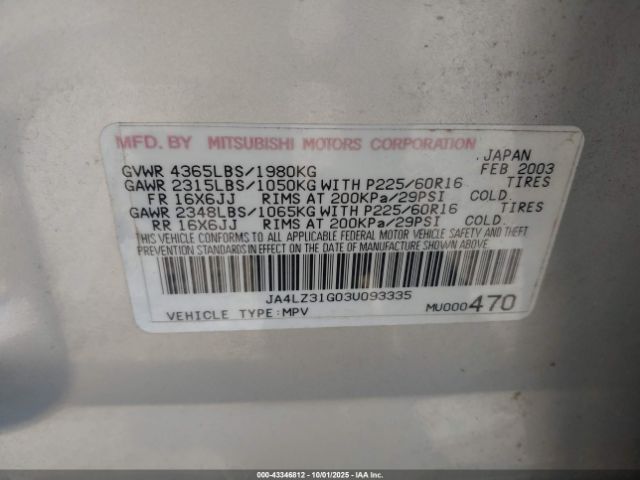 MFD. BY MITSUBISHI MOTORS CORPORATION
JAPAN
GVWR 4365LBS/1980KG FEB 2003
GAWR 2315LBS/1050KG WITH P225/60R16 TIRES
FR 16X6JJ RIMS AT 200KPa/29PSI COLD.
GAWR 2348LBS/1065KG WITH P225/60R16 TIRES
RR 16X6JJ RIMS AT 200KPa/29PSI COLD.
THIS VEHICLE CONFORMS TO ALL APPLICABLE FEDERAL MOTOR VEHICLE SAFETY AND THEFT
PREVENTION STANDARDS IN EFFECT ON THE DATE OF MANUFACTURE SHOWN ABOVE.
JA4LZ31G03U093335
VEHICLE TYPE:MPV MU000470
000-43346812 - 10/01/2025 - IAAI.COM